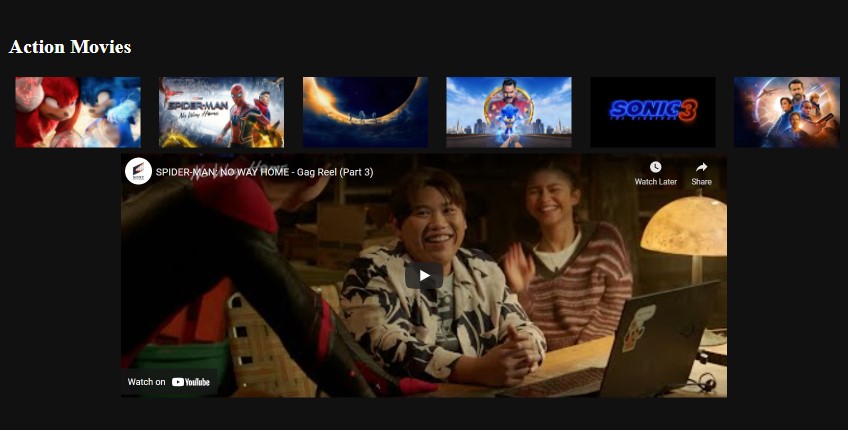 Action Movies
SPIDER-MAN
No Way Home
SONIC 3
SPIDER-MAN: NO WAY HOME - Gag Reel (Part 3)
Watch Later
Share
Watch on YouTube